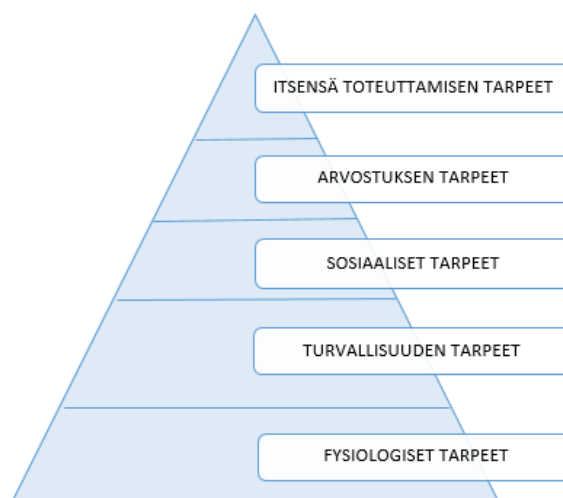 ITSENSÄ TOTEUTTAMISEN TARPEET
ARVOSTUKSEN TARPEET
SOSIAALISET TARPEET
TURVALLISUUDEN TARPEET
FYSIOLOGISET TARPEET